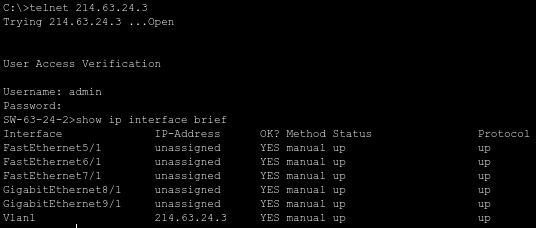 C:\>telnet 214.63.24.3
Trying 214.63.24.3 ...Open
User Access Verification
Username: admin
Password:
SW-63-24-2>show ip interface brief
Interface IP-Address OK? Method Status Protocol
FastEthernet5/1 unassigned YES manual up up
FastEthernet6/1 unassigned YES manual up up
FastEthernet7/1 unassigned YES manual up up
GigabitEthernet8/1 unassigned YES manual up up
GigabitEthernet9/1 unassigned YES manual up up
Vlan1 214.63.24.3 YES manual up up